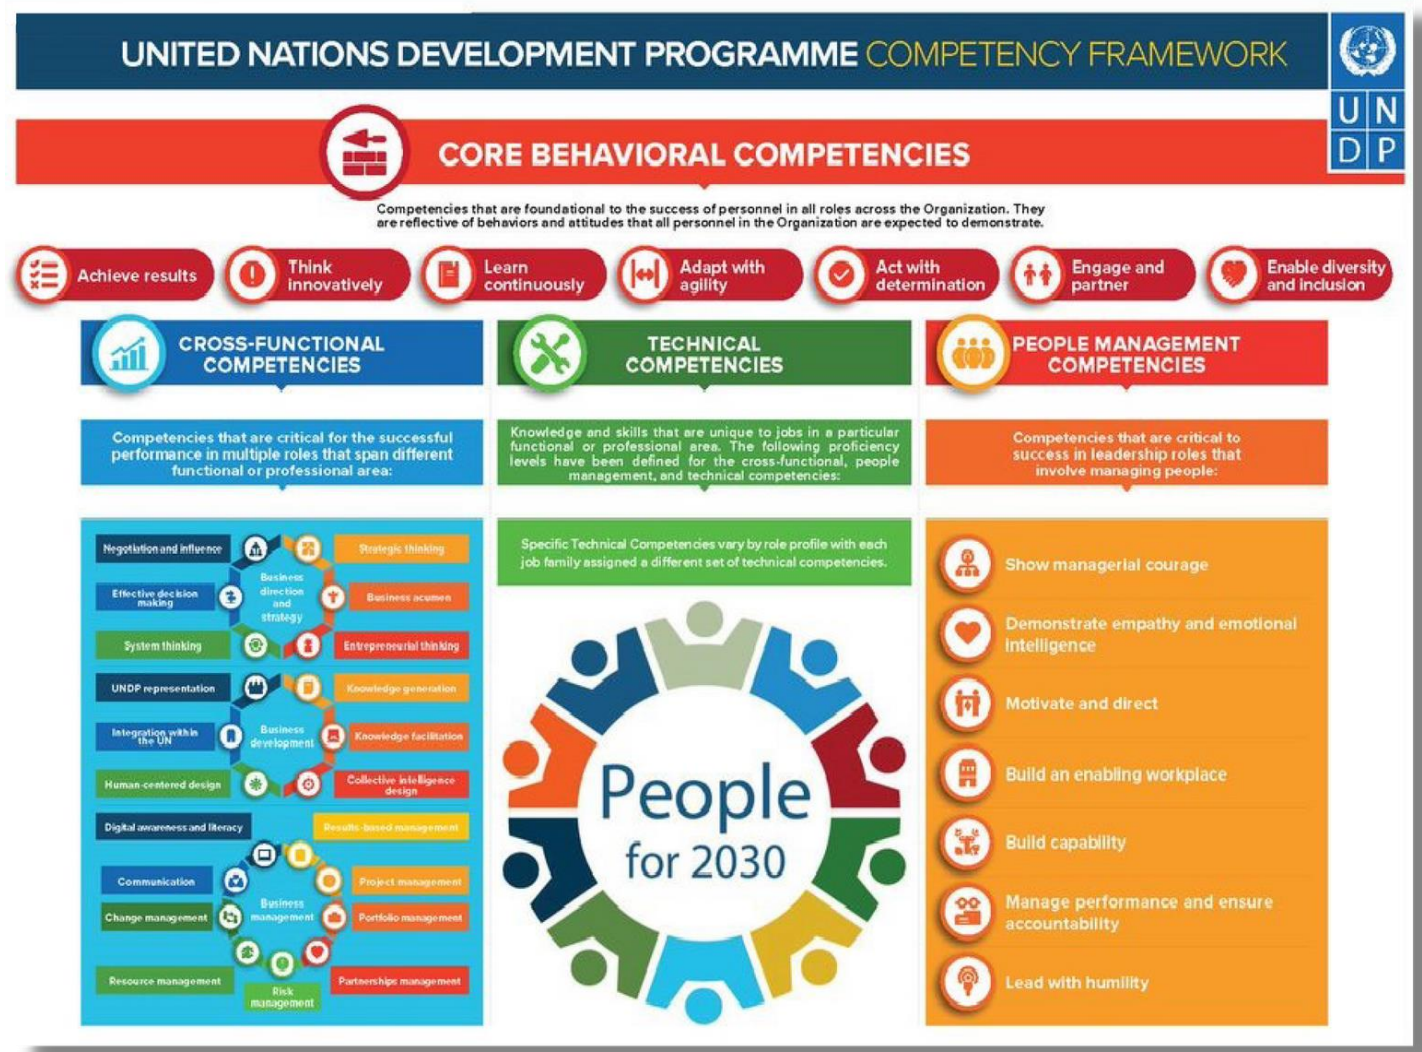 UNITED NATIONS DEVELOPMENT PROGRAMME COMPETENCY FRAMEWORK
U N
D P
CORE BEHAVIORAL COMPETENCIES
Competencies that are foundational to the success of personnel in all roles across the Organization. They
are reflective of behaviors and attitudes that all personnel in the Organization are expected to demonstrate.
Achieve results
Think
innovatively
Learn
continuously
Adapt with
agility
Act with
determination
Engage and
partner
Enable diversity
and inclusion
CROSS-FUNCTIONAL
COMPETENCIES
Competencies that are critical for the successful
performance in multiple roles that span different
functional or professional area:
Negotiation and influence
Strategic thinking
Effective decision
making
Business
direction
and
strategy
Business acumen
System thinking
Entrepreneurial thinking
UNDP representation
Knowledge generation
Integration within
the UN
Business
development
Knowledge facilitation
Human-centered design
Collective intelligence
design
Digital awareness and literacy
Results-based management
Communication
Project management
Business
management
Change management
Portfolio management
Resource management
Partnerships management
Risk
management
TECHNICAL
COMPETENCIES
Knowledge and skills that are unique to jobs in a particular
functional or professional area. The following proficiency
levels have been defined for the cross-functional, people
management, and technical competencies:
Specific Technical Competencies vary by role profile with each
job family assigned a different set of technical competencies.
People
for 2030
PEOPLE MANAGEMENT
COMPETENCIES
Competencies that are critical to
success in leadership roles that
involve managing people:
Show managerial courage
Demonstrate empathy and emotional
intelligence
Motivate and direct
Build an enabling workplace
Build capability
Manage performance and ensure
accountability
Lead with humility